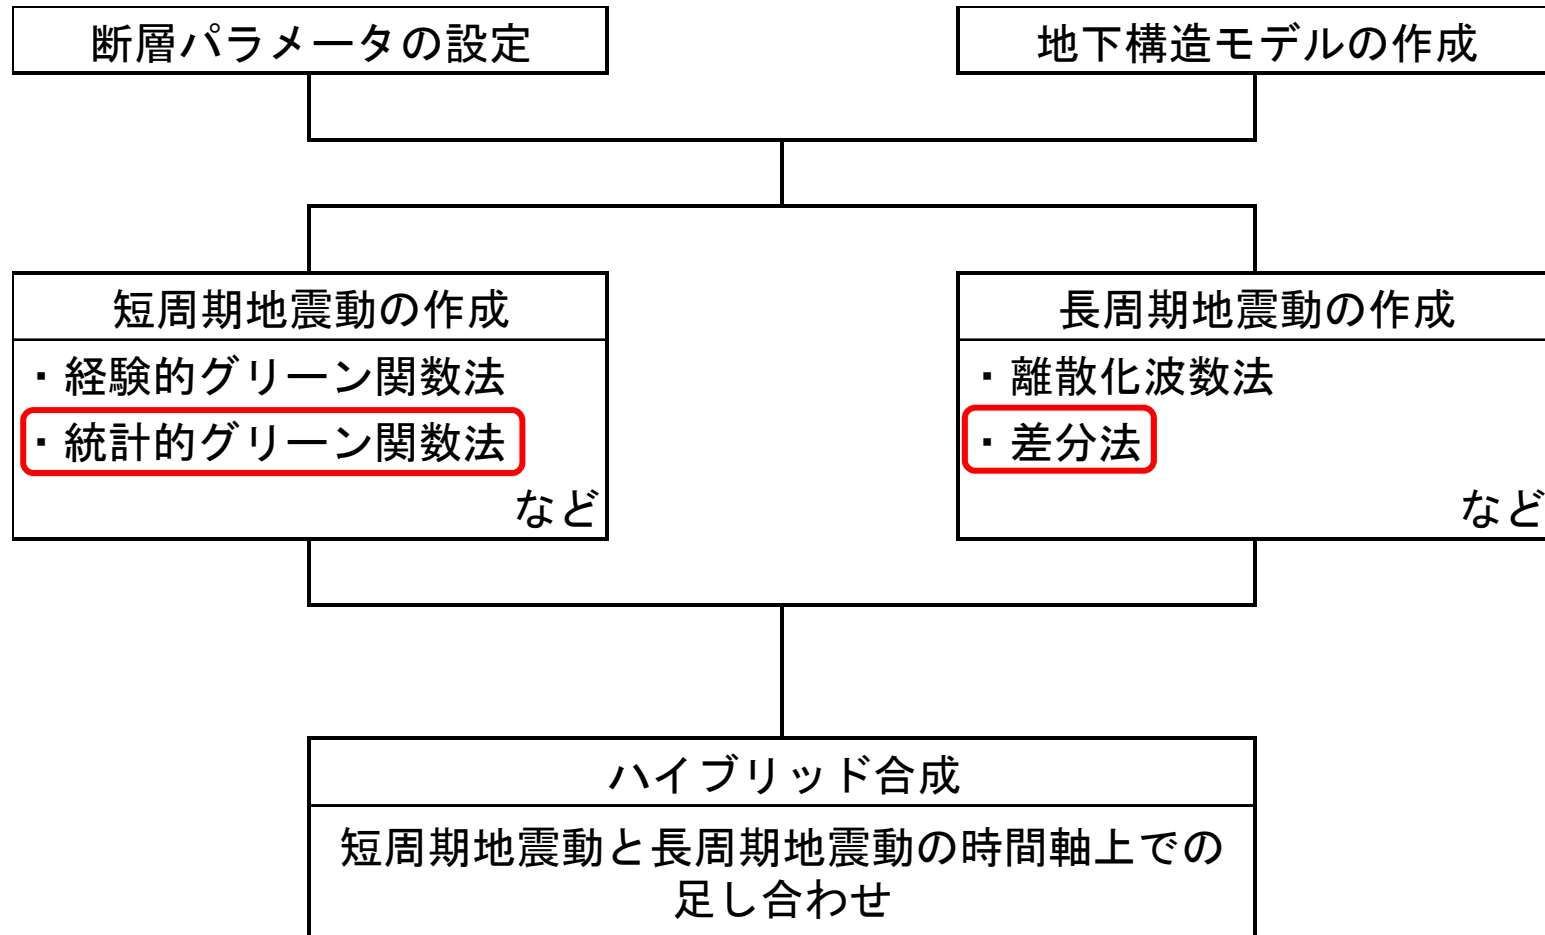 断層パラメータの設定
地下構造モデルの作成
短周期地震動の作成
・経験的グリーン関数法
・統計的グリーン関数法
など
長周期地震動の作成
・離散化波数法
・差分法
など
ハイブリッド合成
短周期地震動と長周期地震動の時間軸上での
足し合わせ